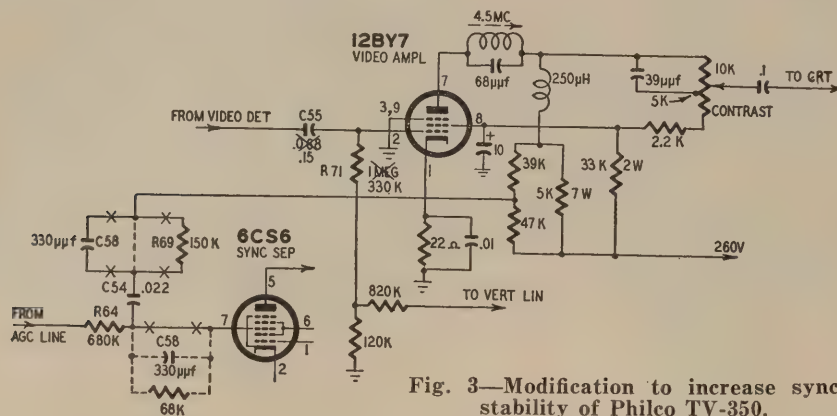 4.5MC
12BY7
VIDEO AMPL
7
68μμf
250μH
39μμf
10K
.1
TO CRT
5K
CONTRAST
FROM VIDEO DET
C55
.068
.15
3,9
2
8
+
10
2.2 K
R71
1 MEG
330 K
1
39K
5K
7W
33 K
2W
47 K
330μμf
C58
R69
150 K
6CS6
SYNC SEP
22Ω
.01
260V
C54
.022
5
820K
TO VERT LIN
FROM
AGC LINE
R64
680K
7
6
1
2
C58
330μμf
68K
120K
Fig. 3—Modification to increase sync
stability of Philco TV-350.